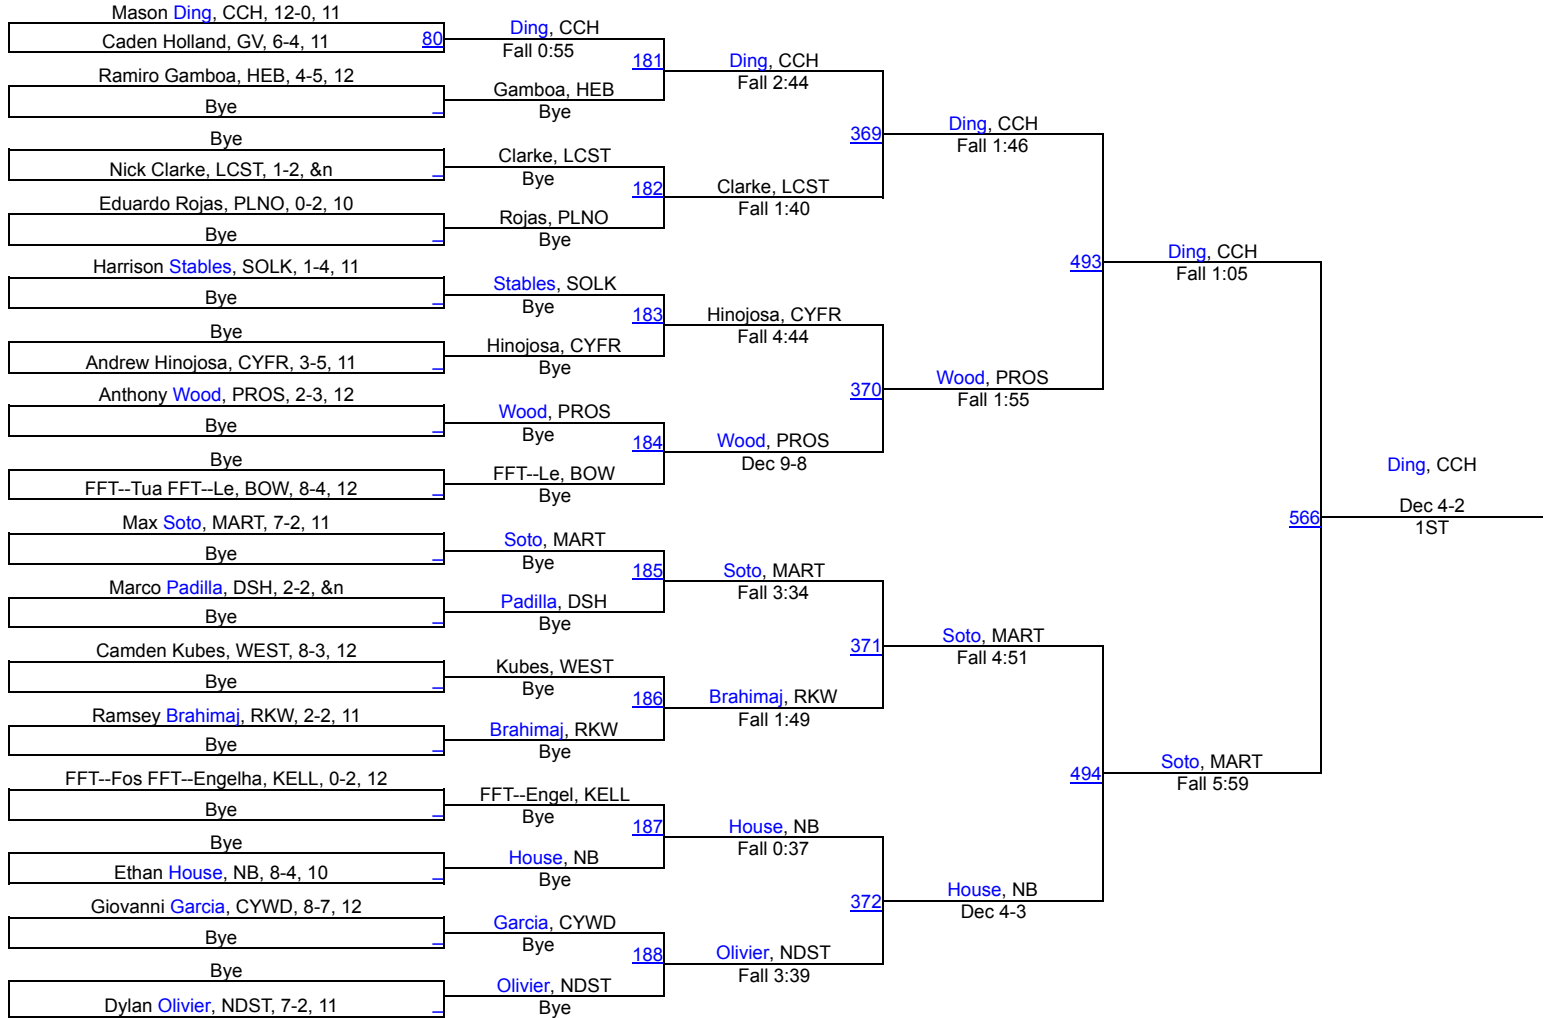 Mason Ding, CCH, 12-0, 11
Caden Holland, GV, 6-4, 11
80
Ramiro Gamboa, HEB, 4-5, 12
Bye
Bye
Nick Clarke, LCST, 1-2, &n
Eduardo Rojas, PLNO, 0-2, 10
Bye
Harrison Stables, SOLK, 1-4, 11
Bye
Bye
Andrew Hinojosa, CYFR, 3-5, 11
Anthony Wood, PROS, 2-3, 12
Bye
Bye
FFT--Tua FFT--Le, BOW, 8-4, 12
Max Soto, MART, 7-2, 11
Bye
Marco Padilla, DSH, 2-2, &n
Bye
Camden Kubes, WEST, 8-3, 12
Bye
Ramsey Brahimaj, RKW, 2-2, 11
Bye
FFT--Fos FFT--Engelha, KELL, 0-2, 12
Bye
Bye
Ethan House, NB, 8-4, 10
Giovanni Garcia, CYWD, 8-7, 12
Bye
Bye
Dylan Olivier, NDST, 7-2, 11
Ding, CCH
Fall 0:55
181
Gamboa, HEB
Bye
Clarke, LCST
Bye
182
Rojas, PLNO
Bye
Stables, SOLK
Bye
183
Hinojosa, CYFR
Bye
Wood, PROS
Bye
184
FFT--Le, BOW
Bye
Soto, MART
Bye
185
Padilla, DSH
Bye
Kubes, WEST
Bye
186
Brahimaj, RKW
Bye
FFT--Engel, KELL
Bye
187
House, NB
Bye
Garcia, CYWD
Bye
188
Olivier, NDST
Bye
Ding, CCH
Fall 2:44
369
Clarke, LCST
Fall 1:40
Hinojosa, CYFR
Fall 4:44
370
Wood, PROS
Dec 9-8
Soto, MART
Fall 3:34
371
Brahimaj, RKW
Fall 1:49
House, NB
Fall 0:37
372
Olivier, NDST
Fall 3:39
Ding, CCH
Fall 1:46
493
Wood, PROS
Fall 1:55
Soto, MART
Fall 4:51
494
House, NB
Dec 4-3
Ding, CCH
Fall 1:05
566
Soto, MART
Fall 5:59
Ding, CCH
Dec 4-2
1ST